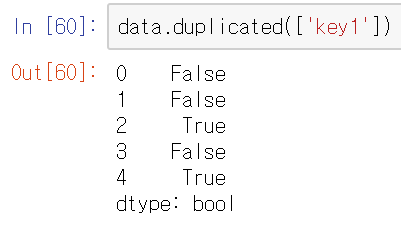 In [60]: data.duplicated(['key1'])
Out[60]: 0 False
1 False
2 True
3 False
4 True
dtype: bool